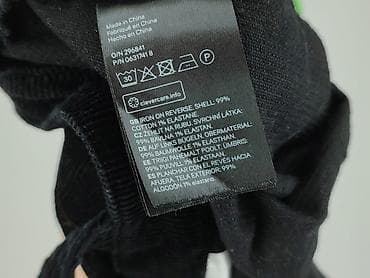 Made in China
Fabriqué en China
Hecho en China
O/N 296841
P/N 0631741 8
30
clevercare.info
GB IRON ON REVERSE. SHELL: 99%
COTTON 1% ELASTANE
CZ ŽEHLIT NA RUBU. SVRCHNÍ LÁTKA:
99% BAVLNA 1% ELASTAN
DE AUF LINKS BÜGELN. OBERMATERIAL:
99% BAUMWOLLE 1% ELASTHAN
EE TRIIGI PAHEMALT POOLT. ÜMBRIS:
99% PUUVILL 1% ELASTAAN
ES PLANCHAR CON EL REVÉS HACIA
AFUERA. TELA EXTERIOR: 99%
ALGODÓN 1% ELASTANO